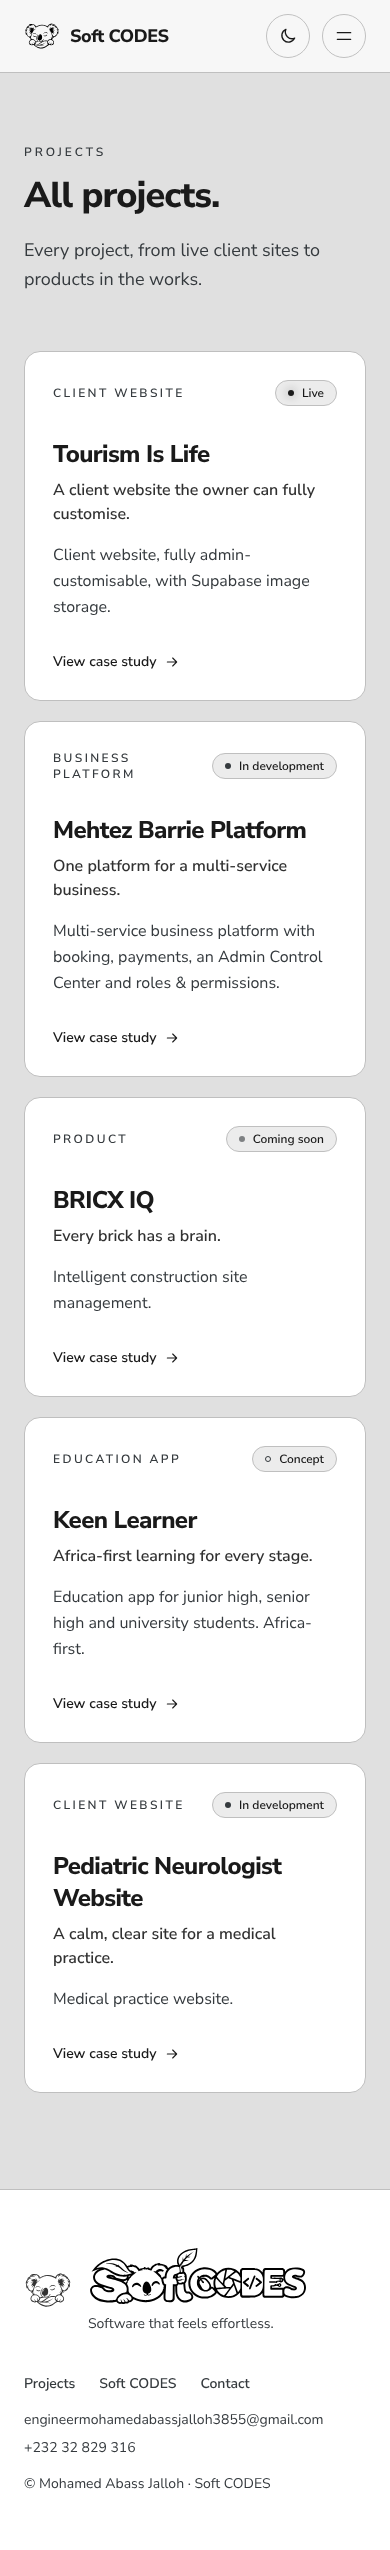 Soft CODES
PROJECTS
All projects.
Every project, from live client sites to
products in the works.
CLIENT WEBSITE
Live
Tourism Is Life
A client website the owner can fully
customise.
Client website, fully admin-
customisable, with Supabase image
storage.
View case study →
BUSINESS
PLATFORM
In development
Mehtez Barrie Platform
One platform for a multi-service
business.
Multi-service business platform with
booking, payments, an Admin Control
Center and roles & permissions.
View case study →
PRODUCT
Coming soon
BRICX IQ
Every brick has a brain.
Intelligent construction site
management.
View case study →
EDUCATION APP
Concept
Keen Learner
Africa-first learning for every stage.
Education app for junior high, senior
high and university students. Africa-
first.
View case study →
CLIENT WEBSITE
In development
Pediatric Neurologist
Website
A calm, clear site for a medical
practice.
Medical practice website.
View case study →
Soft CODES
Software that feels effortless.
Projects Soft CODES Contact
engineermohamedabassjalloh3855@gmail.com
+232 32 829 316
© Mohamed Abass Jalloh · Soft CODES